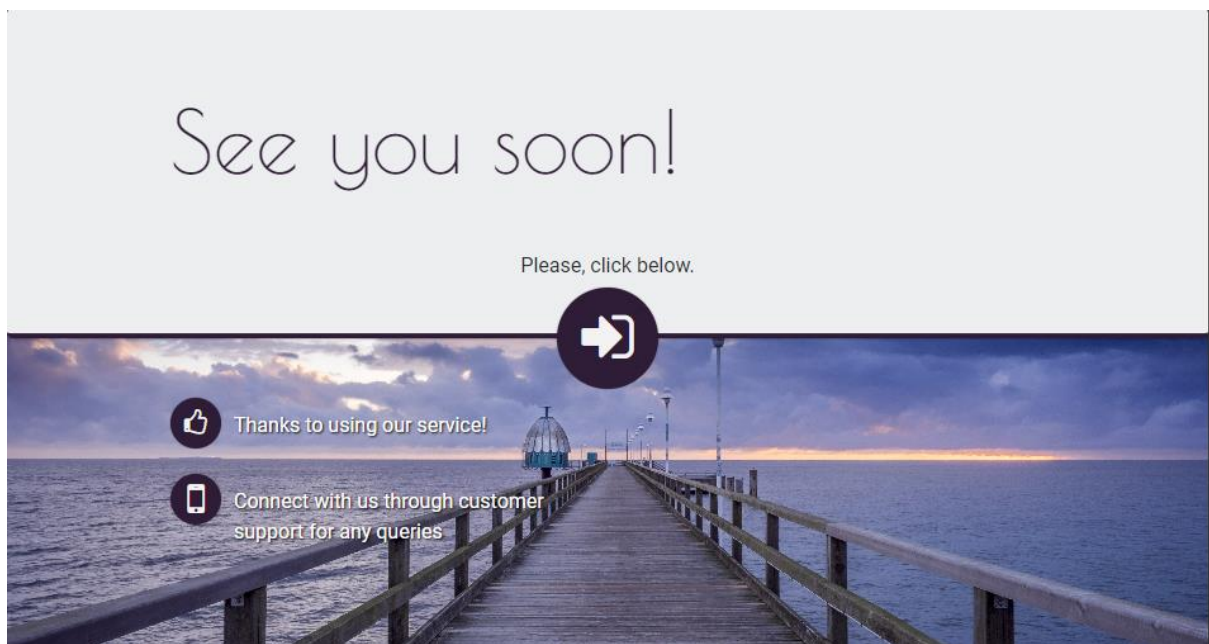 See you soon!
Please, click below.
Thanks to using our service!
Connect with us through customer
support for any queries